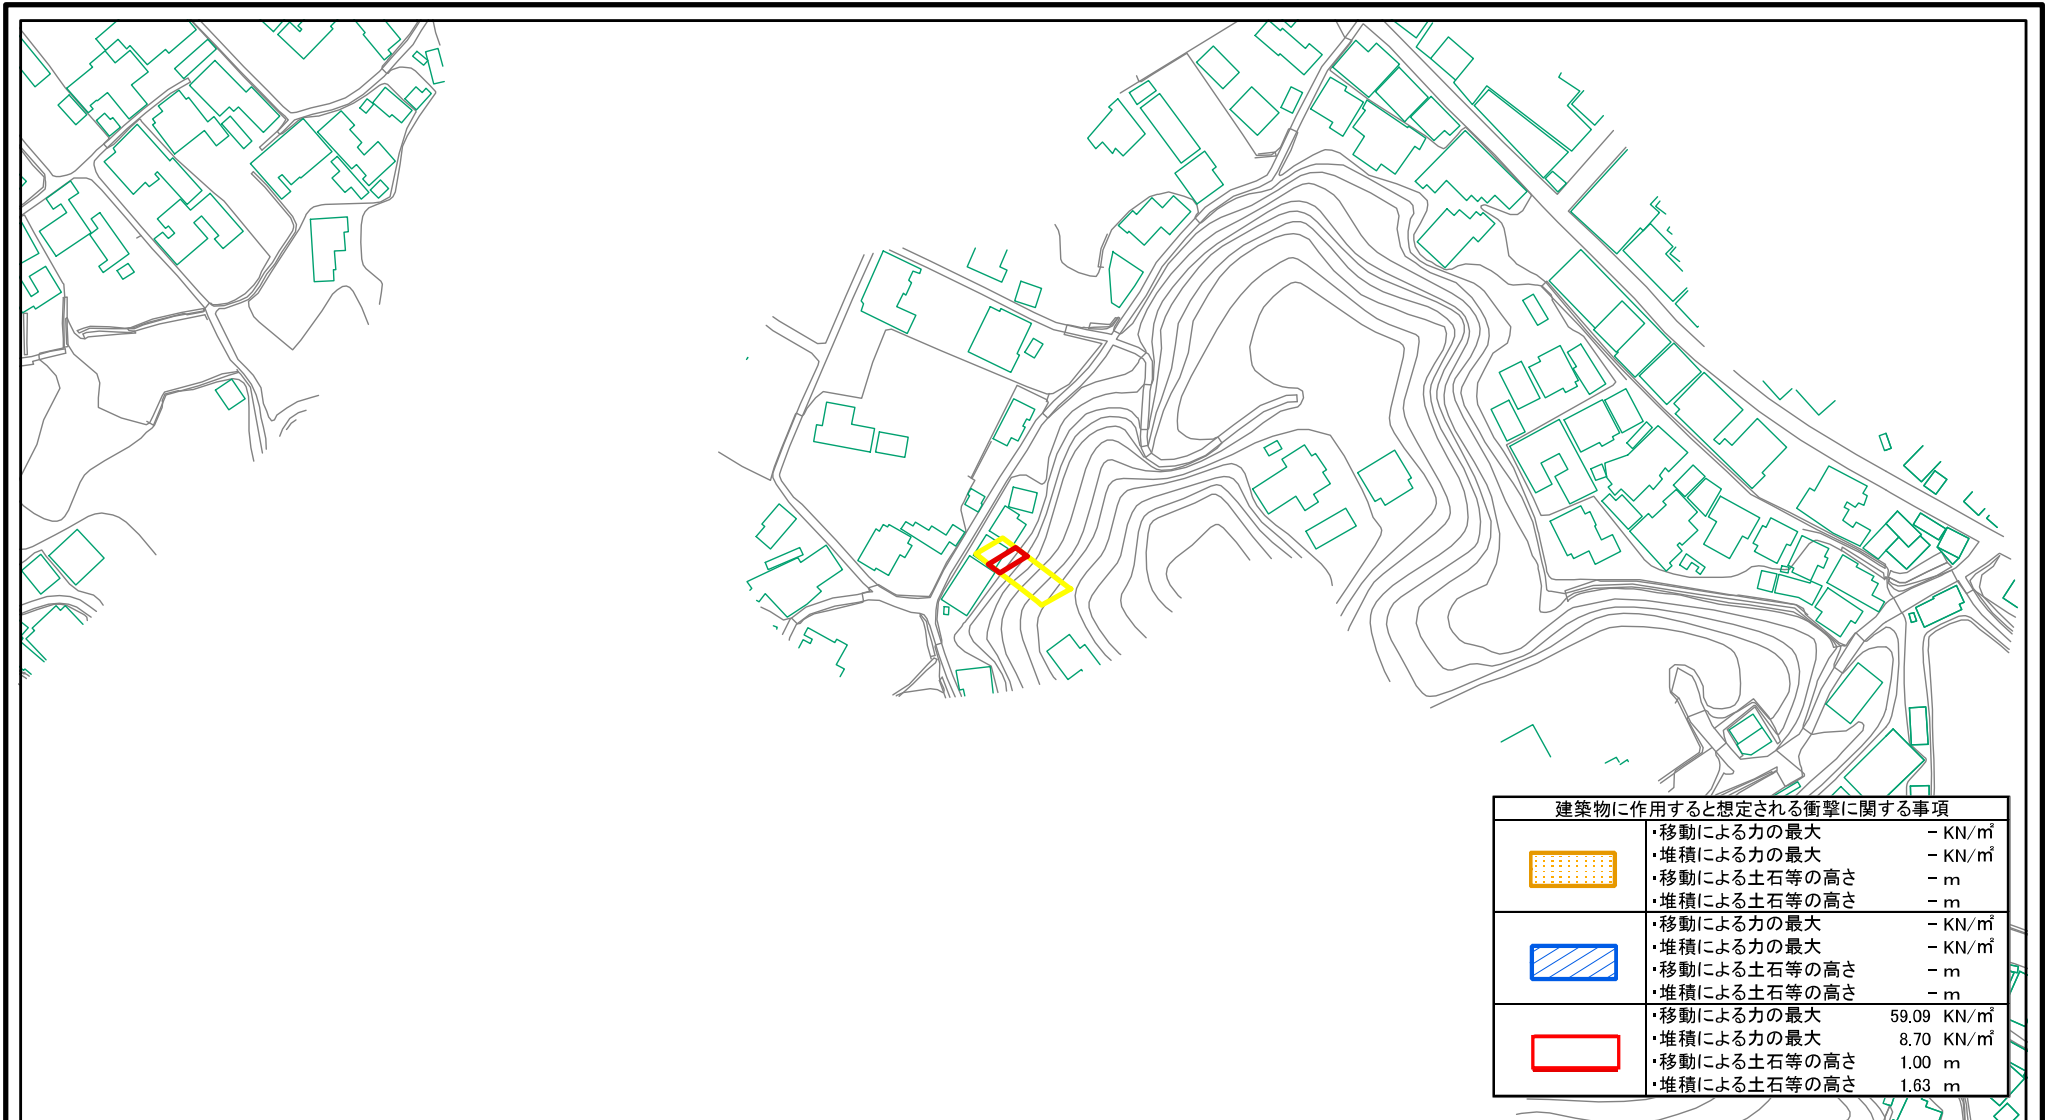 建築物に作用すると想定される衝撃に関する事項
・移動による力の最大 - KN/㎡
・堆積による力の最大 - KN/㎡
・移動による土石等の高さ - m
・堆積による土石等の高さ - m
・移動による力の最大 - KN/㎡
・堆積による力の最大 - KN/㎡
・移動による土石等の高さ - m
・堆積による土石等の高さ - m
・移動による力の最大 59.09 KN/㎡
・堆積による力の最大 8.70 KN/㎡
・移動による土石等の高さ 1.00 m
・堆積による土石等の高さ 1.63 m